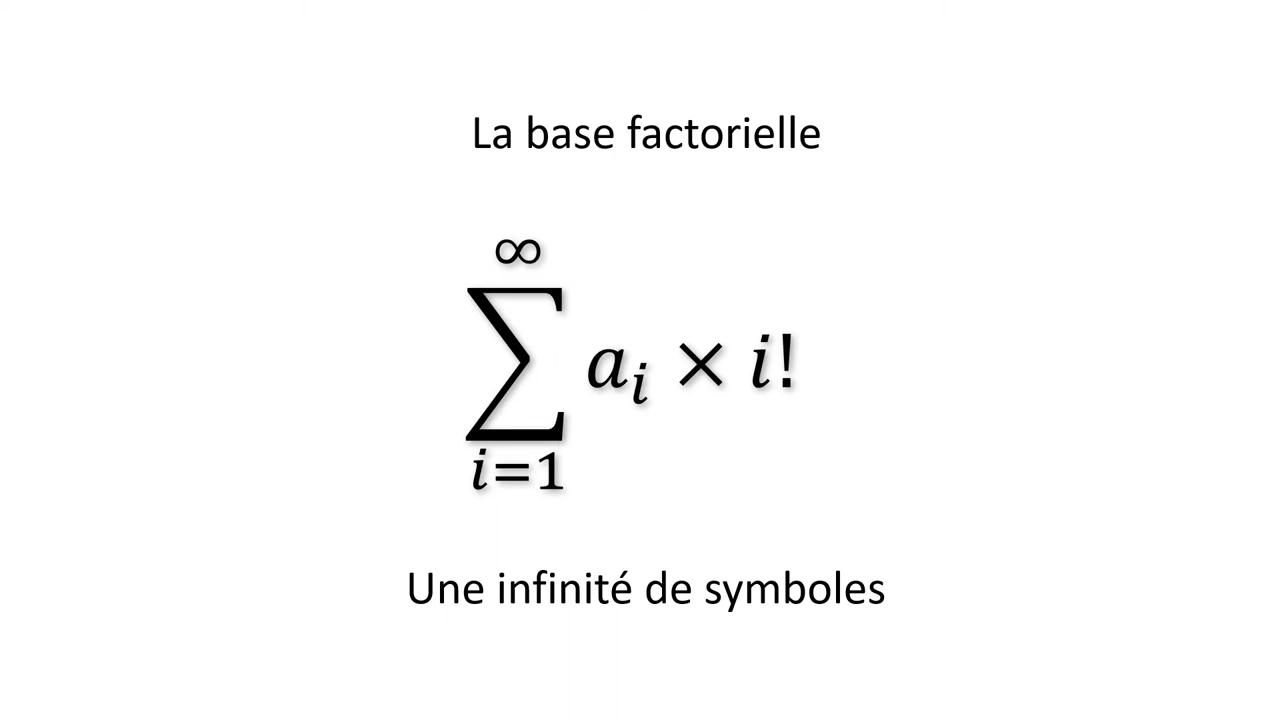 La base factorielle
∞
∑ aᵢ × i!
i=1
Une infinité de symboles